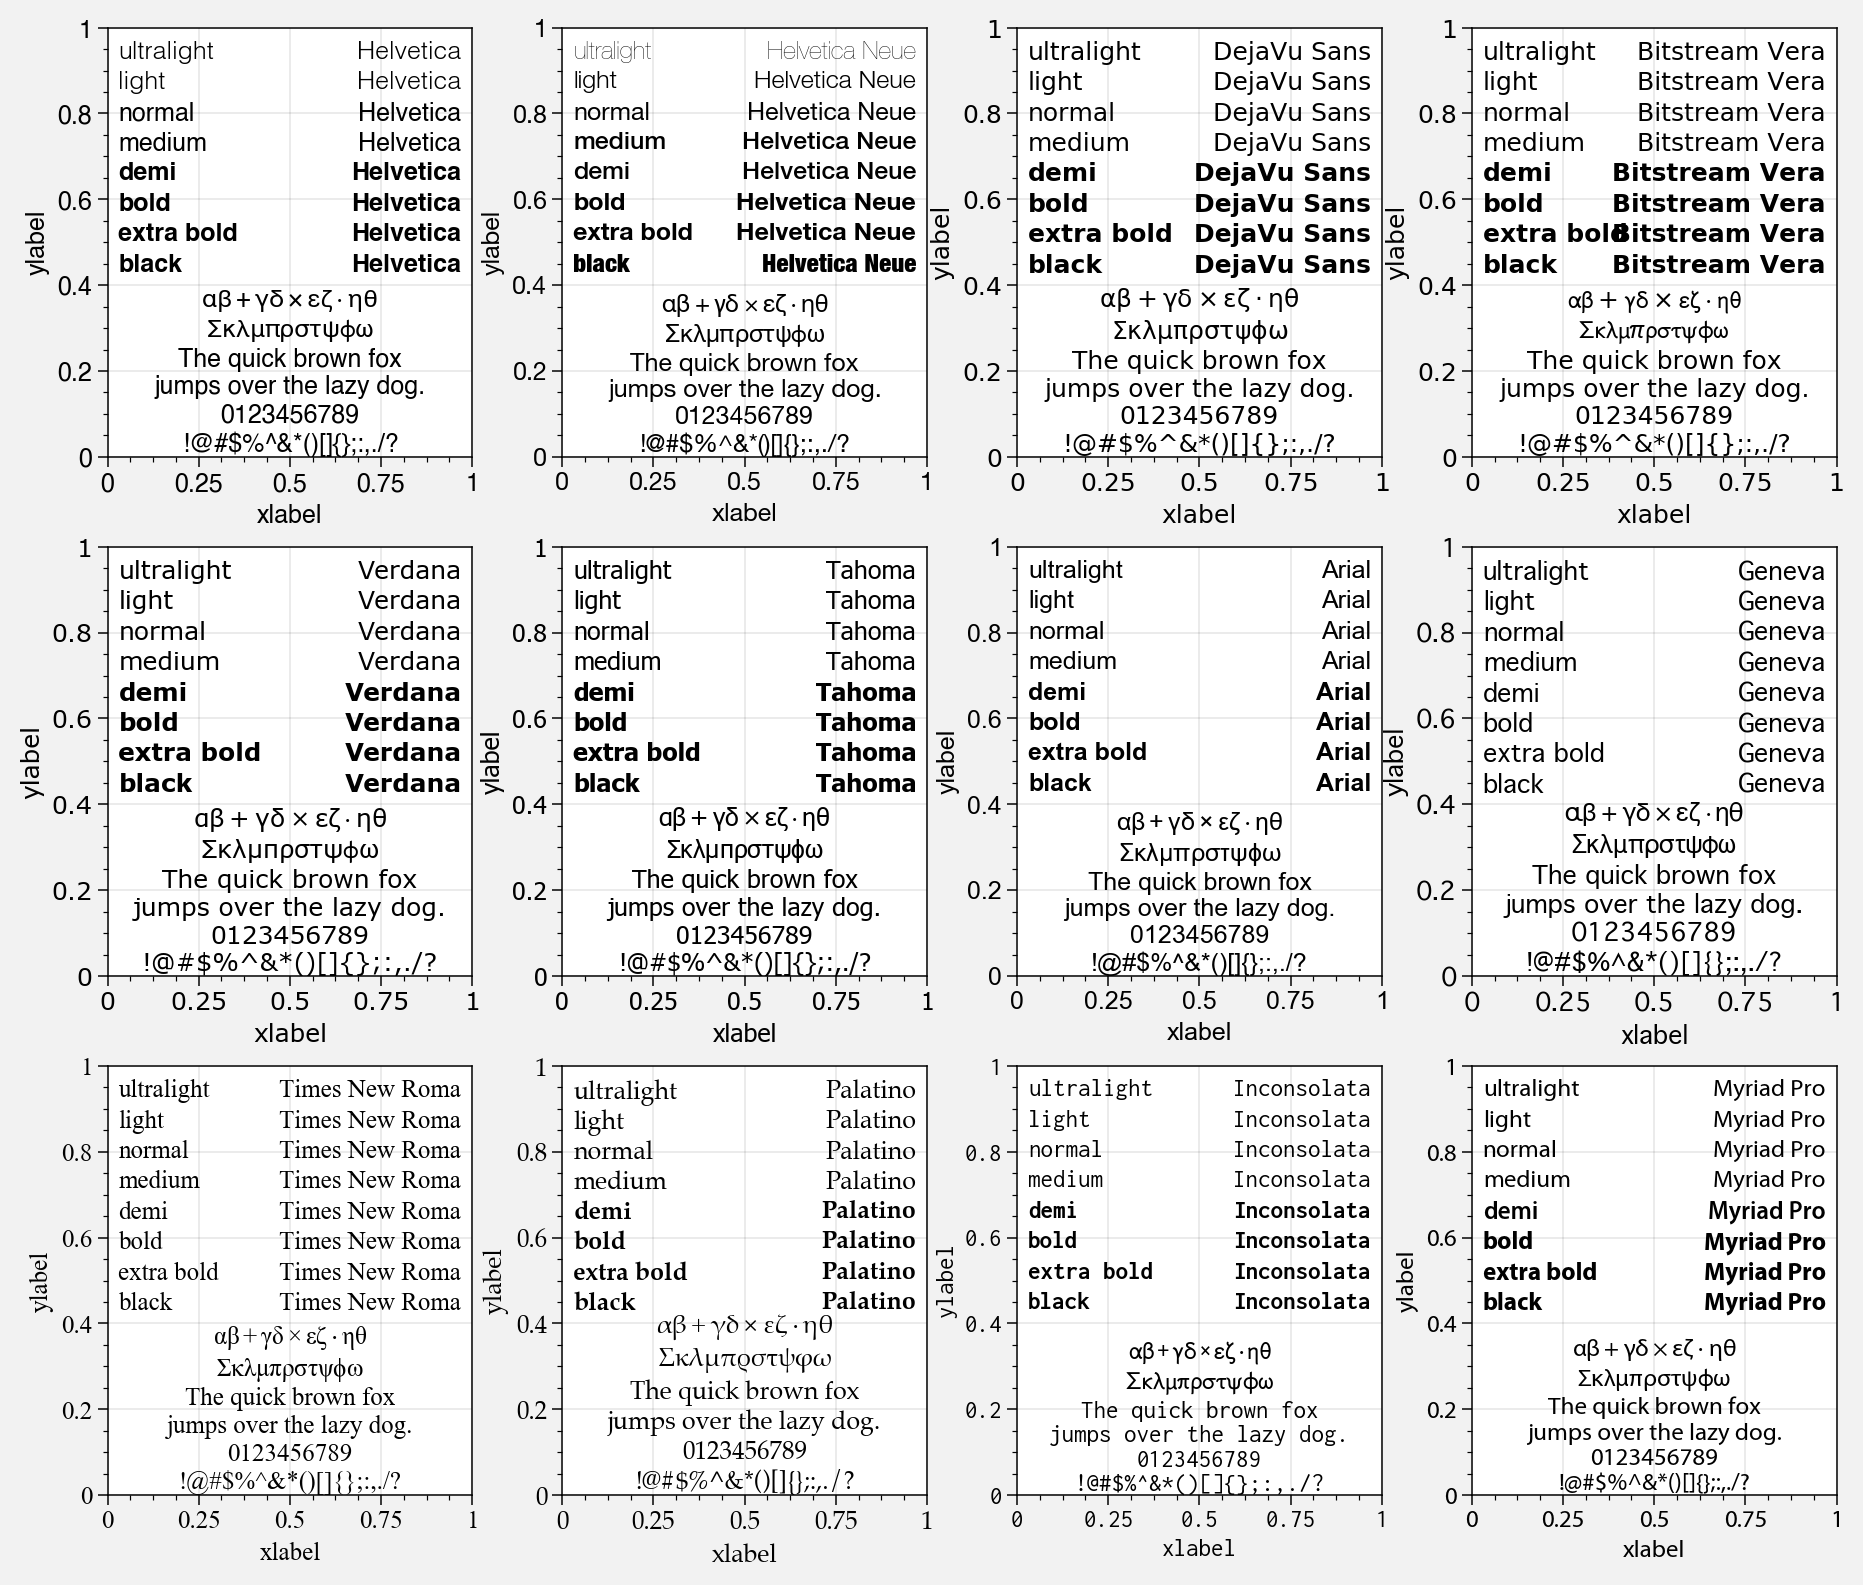 1
ultralight Helvetica
light Helvetica
0.8
normal Helvetica
medium Helvetica
demi Helvetica
0.6
bold Helvetica
extra bold Helvetica
black Helvetica
ylabel
0.4
αβ + γδ × εζ · ηθ
Σκλμπρστψϕω
The quick brown fox
0.2
jumps over the lazy dog.
0123456789
!@#$%^&*()[]{};:,./?
0
0 0.25 0.5 0.75 1
xlabel
1
ultralight Helvetica Neue
light Helvetica Neue
0.8
normal Helvetica Neue
medium Helvetica Neue
demi Helvetica Neue
0.6
bold Helvetica Neue
extra bold Helvetica Neue
black Helvetica Neue
ylabel
0.4
αβ + γδ × εζ · ηθ
Σκλμπρστψϕω
The quick brown fox
0.2
jumps over the lazy dog.
0123456789
!@#$%^&*()[]{};:,./?
0
0 0.25 0.5 0.75 1
xlabel
1
ultralight DejaVu Sans
light DejaVu Sans
0.8
normal DejaVu Sans
medium DejaVu Sans
demi DejaVu Sans
0.6
bold DejaVu Sans
extra bold DejaVu Sans
black DejaVu Sans
ylabel
0.4
αβ + γδ × εζ · ηθ
Σκλμπρστψϕω
The quick brown fox
0.2
jumps over the lazy dog.
0123456789
!@#$%^&*()[]{};:,./?
0
0 0.25 0.5 0.75 1
xlabel
1
ultralight Bitstream Vera
light Bitstream Vera
0.8
normal Bitstream Vera
medium Bitstream Vera
demi Bitstream Vera
0.6
bold Bitstream Vera
extra bold Bitstream Vera
black Bitstream Vera
ylabel
0.4
αβ + γδ × εζ · ηθ
Σκλμπρστψϕω
The quick brown fox
0.2
jumps over the lazy dog.
0123456789
!@#$%^&*()[]{};:,./?
0
0 0.25 0.5 0.75 1
xlabel
1
ultralight Verdana
light Verdana
0.8
normal Verdana
medium Verdana
demi Verdana
0.6
bold Verdana
extra bold Verdana
black Verdana
ylabel
0.4
αβ + γδ × εζ · ηθ
Σκλμπρστψϕω
The quick brown fox
0.2
jumps over the lazy dog.
0123456789
!@#$%^&*()[]{};:,./?
0
0 0.25 0.5 0.75 1
xlabel
1
ultralight Tahoma
light Tahoma
0.8
normal Tahoma
medium Tahoma
demi Tahoma
0.6
bold Tahoma
extra bold Tahoma
black Tahoma
ylabel
0.4
αβ + γδ × εζ · ηθ
Σκλμπρστψϕω
The quick brown fox
0.2
jumps over the lazy dog.
0123456789
!@#$%^&*()[]{};:,./?
0
0 0.25 0.5 0.75 1
xlabel
1
ultralight Arial
light Arial
0.8
normal Arial
medium Arial
demi Arial
0.6
bold Arial
extra bold Arial
black Arial
ylabel
0.4
αβ + γδ × εζ · ηθ
Σκλμπρστψϕω
The quick brown fox
0.2
jumps over the lazy dog.
0123456789
!@#$%^&*()[]{};:,./?
0
0 0.25 0.5 0.75 1
xlabel
1
ultralight Geneva
light Geneva
0.8
normal Geneva
medium Geneva
demi Geneva
0.6
bold Geneva
extra bold Geneva
black Geneva
ylabel
0.4
αβ + γδ × εζ · ηθ
Σκλμπρστψϕω
The quick brown fox
0.2
jumps over the lazy dog.
0123456789
!@#$%^&*()[]{};:,./?
0
0 0.25 0.5 0.75 1
xlabel
1
ultralight Times New Roma
light Times New Roma
0.8
normal Times New Roma
medium Times New Roma
demi Times New Roma
0.6
bold Times New Roma
extra bold Times New Roma
black Times New Roma
ylabel
0.4
αβ + γδ × εζ · ηθ
Σκλμπρστψϕω
The quick brown fox
0.2
jumps over the lazy dog.
0123456789
!@#$%^&*()[]{};:,./?
0
0 0.25 0.5 0.75 1
xlabel
1
ultralight Palatino
light Palatino
0.8
normal Palatino
medium Palatino
demi Palatino
0.6
bold Palatino
extra bold Palatino
black Palatino
ylabel
0.4
αβ + γδ × εζ · ηθ
Σκλμπρστψφω
The quick brown fox
0.2
jumps over the lazy dog.
0123456789
!@#$%^&*()[]{};:,./?
0
0 0.25 0.5 0.75 1
xlabel
1
ultralight Inconsolata
light Inconsolata
0.8
normal Inconsolata
medium Inconsolata
demi Inconsolata
0.6
bold Inconsolata
extra bold Inconsolata
black Inconsolata
ylabel
0.4
αβ + γδ × εζ · ηθ
Σκλμπρστψϕω
The quick brown fox
0.2
jumps over the lazy dog.
0123456789
!@#$%^&*()[]{};:,./?
0
0 0.25 0.5 0.75 1
xlabel
1
ultralight Myriad Pro
light Myriad Pro
0.8
normal Myriad Pro
medium Myriad Pro
demi Myriad Pro
0.6
bold Myriad Pro
extra bold Myriad Pro
black Myriad Pro
ylabel
0.4
αβ + γδ × εζ · ηθ
Σκλμπρστψϕω
The quick brown fox
0.2
jumps over the lazy dog.
0123456789
!@#$%^&*()[]{};:,./?
0
0 0.25 0.5 0.75 1
xlabel